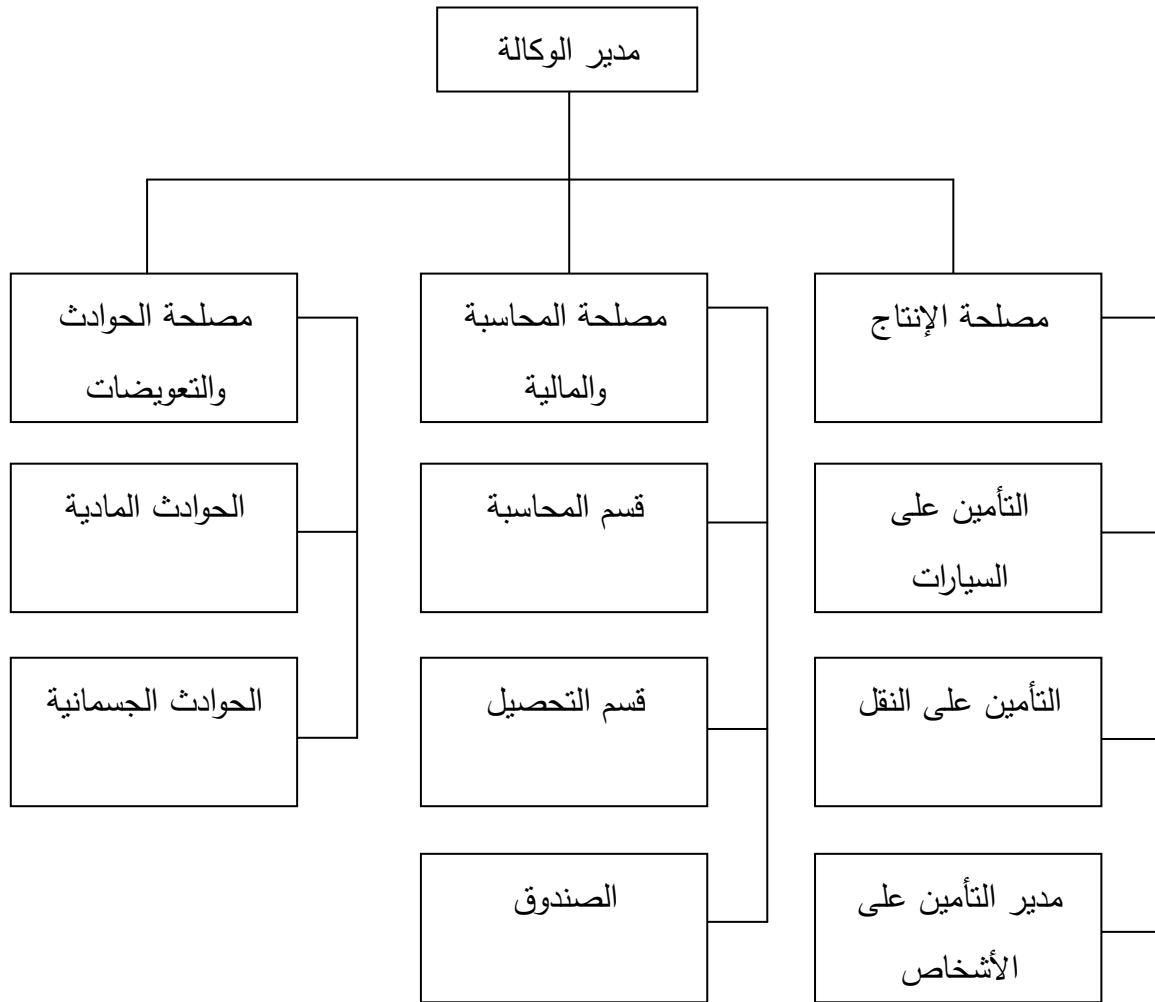 مدير الوكالة
مصلحة الإنتاج
مصلحة المحاسبة
والمالية
مصلحة الحوادث
والتعويضات
التأمين على
السيارات
قسم المحاسبة
الحوادث المادية
التأمين على النقل
قسم التحصيل
الحوادث الجسمانية
مدير التأمين على
الأشخاص
الصندوق